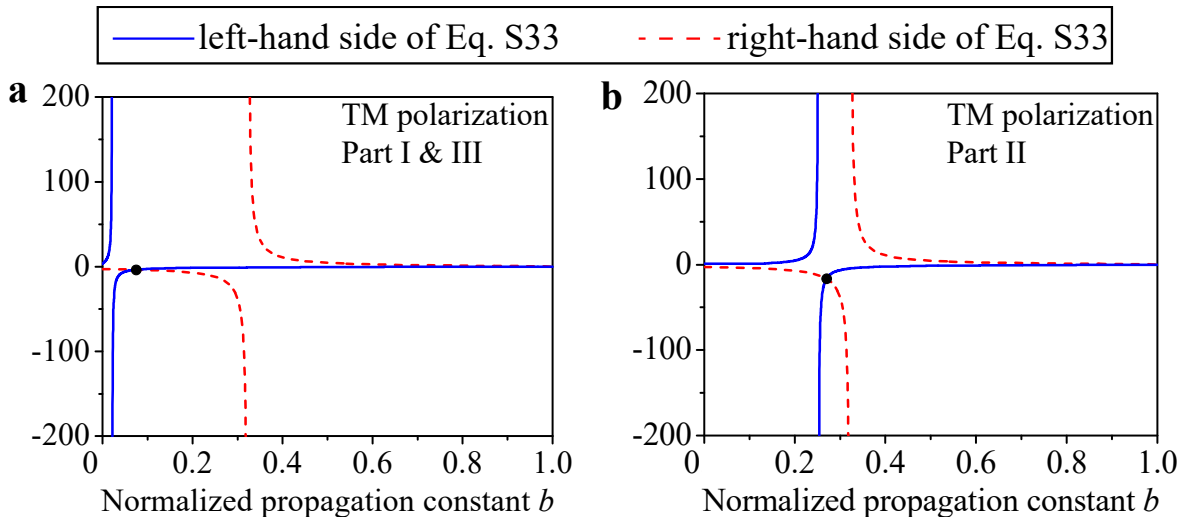 left-hand side of Eq. S33
right-hand side of Eq. S33
a
200
100
0
-100
-200
TM polarization
Part I & III
0
0.2
0.4
0.6
0.8
1.0
Normalized propagation constant b
b
200
100
0
-100
-200
TM polarization
Part II
0
0.2
0.4
0.6
0.8
1.0
Normalized propagation constant b